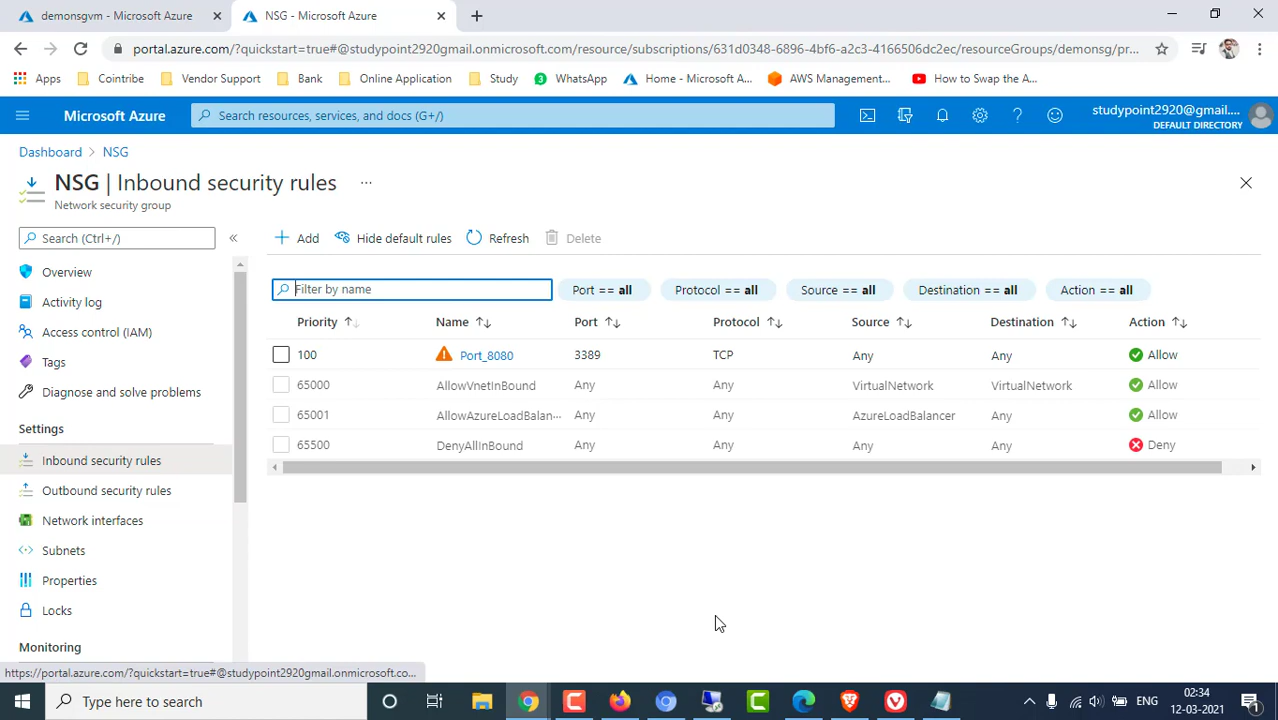 demonsgvm - Microsoft Azure
NSG - Microsoft Azure
portal.azure.com/?quickstart=true#@studypoint2920gmail.onmicrosoft.com/resource/subscriptions/631d0348-6896-4bf6-a2c3-4166506dc2ec/resourceGroups/demonsg/pr...
Apps
Cointribe
Vendor Support
Bank
Online Application
Study
3 WhatsApp
Home - Microsoft A...
AWS Management...
How to Swap the A...
Microsoft Azure
Search resources, services, and docs (G+/)
studypoint2920@gmail....
DEFAULT DIRECTORY
Dashboard > NSG
NSG | Inbound security rules ...
Network security group
Search (Ctrl+/)
«
Overview
Activity log
Access control (IAM)
Tags
Diagnose and solve problems
Settings
Inbound security rules
Outbound security rules
Network interfaces
Subnets
Properties
Locks
Monitoring
+ Add Hide default rules Refresh Delete
Filter by name Port == all Protocol == all Source == all Destination == all Action == all
Priority ↑↓ Name ↑↓ Port ↑↓ Protocol ↑↓ Source ↑↓ Destination ↑↓ Action ↑↓
100 Port_8080 3389 TCP Any Any Allow
65000 AllowVnetInBound Any Any VirtualNetwork VirtualNetwork Allow
65001 AllowAzureLoadBalan... Any Any AzureLoadBalancer Any Allow
65500 DenyAllInBound Any Any Any Any Deny
https://portal.azure.com/?quickstart=true#@studypoint2920gmail.onmicrosoft.co...
Type here to search
ENG
02:34
12-03-2021
1